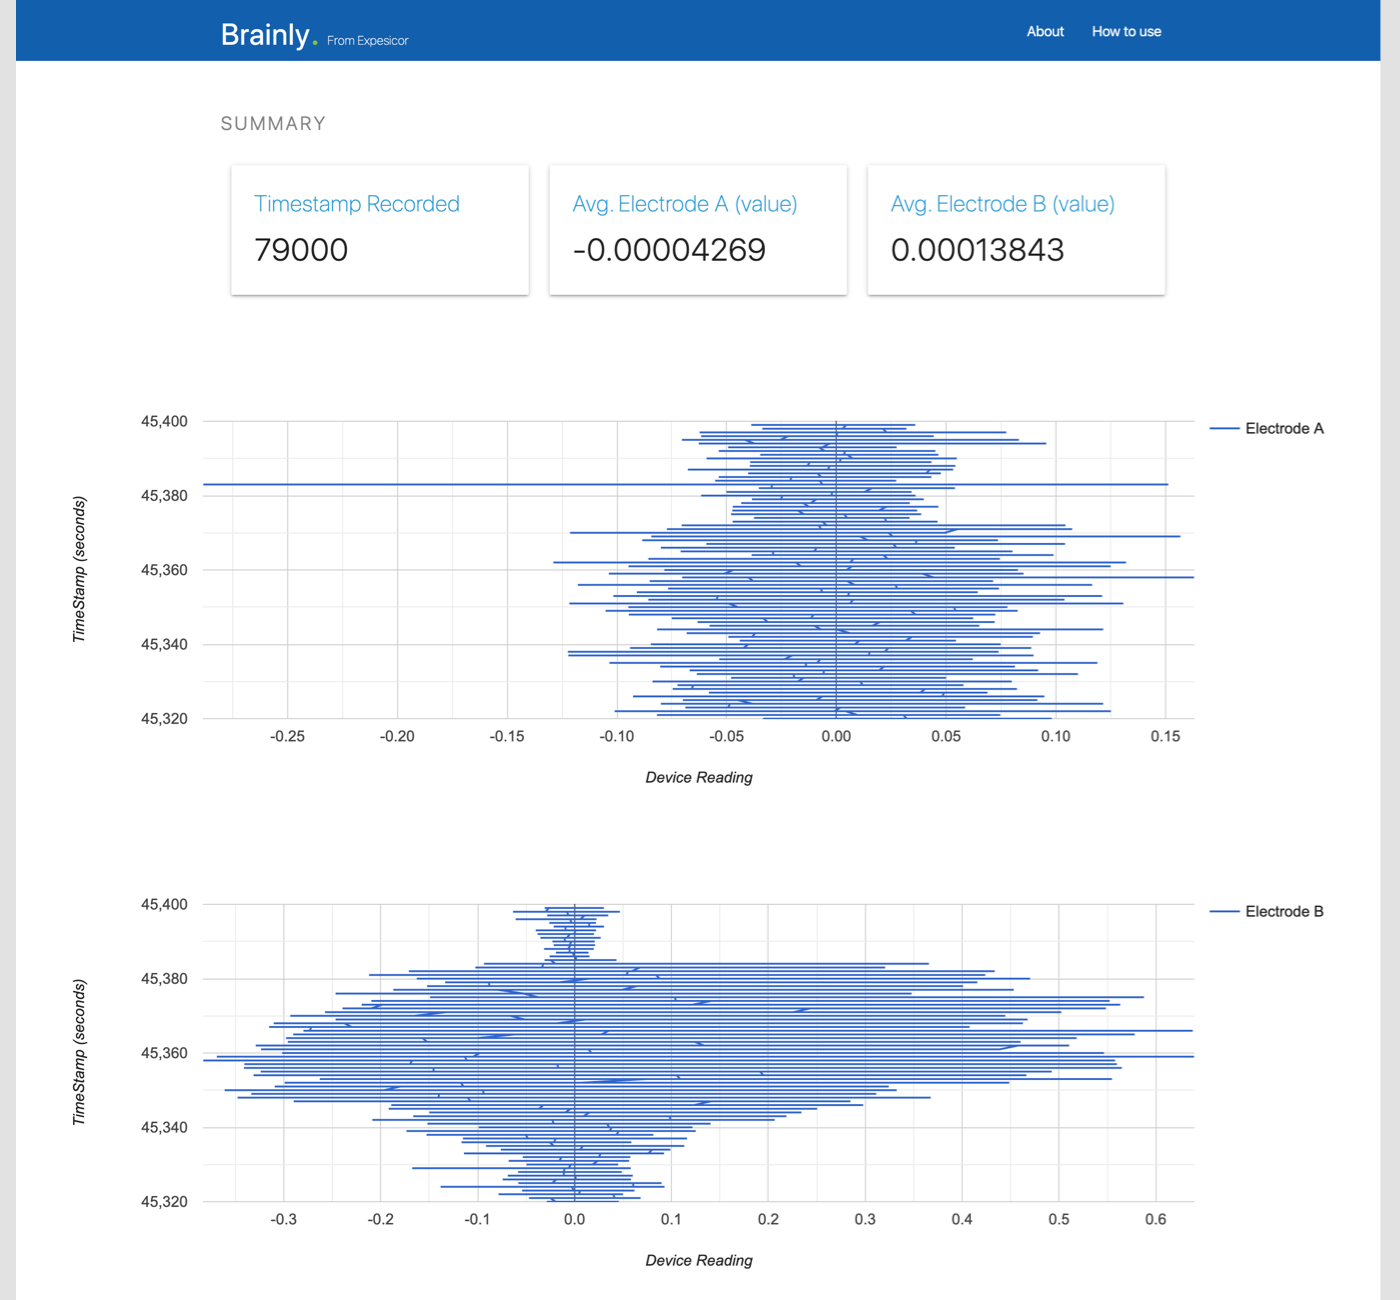 Brainly. From Expesicor
About How to use
SUMMARY
Timestamp Recorded
79000
Avg. Electrode A (value)
-0.00004269
Avg. Electrode B (value)
0.00013843
45,400
45,380
45,360
45,340
45,320
TimeStamp (seconds)
-0.25 -0.20 -0.15 -0.10 -0.05 0.00 0.05 0.10 0.15
Device Reading
Electrode A
45,400
45,380
45,360
45,340
45,320
TimeStamp (seconds)
-0.3 -0.2 -0.1 0.0 0.1 0.2 0.3 0.4 0.5 0.6
Device Reading
Electrode B